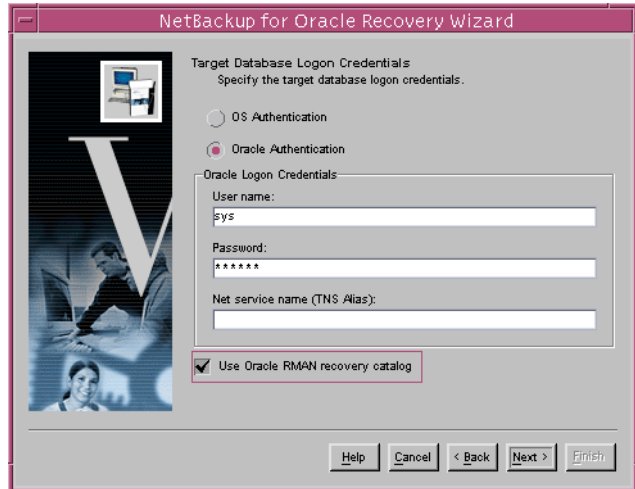 NetBackup for Oracle Recovery Wizard
Target Database Logon Credentials
Specify the target database logon credentials.
OS Authentication
Oracle Authentication
Oracle Logon Credentials
User name:
sys
Password:
******
Net service name (TNS Alias):
Use Oracle RMAN recovery catalog
Help Cancel < Back Next > Finish